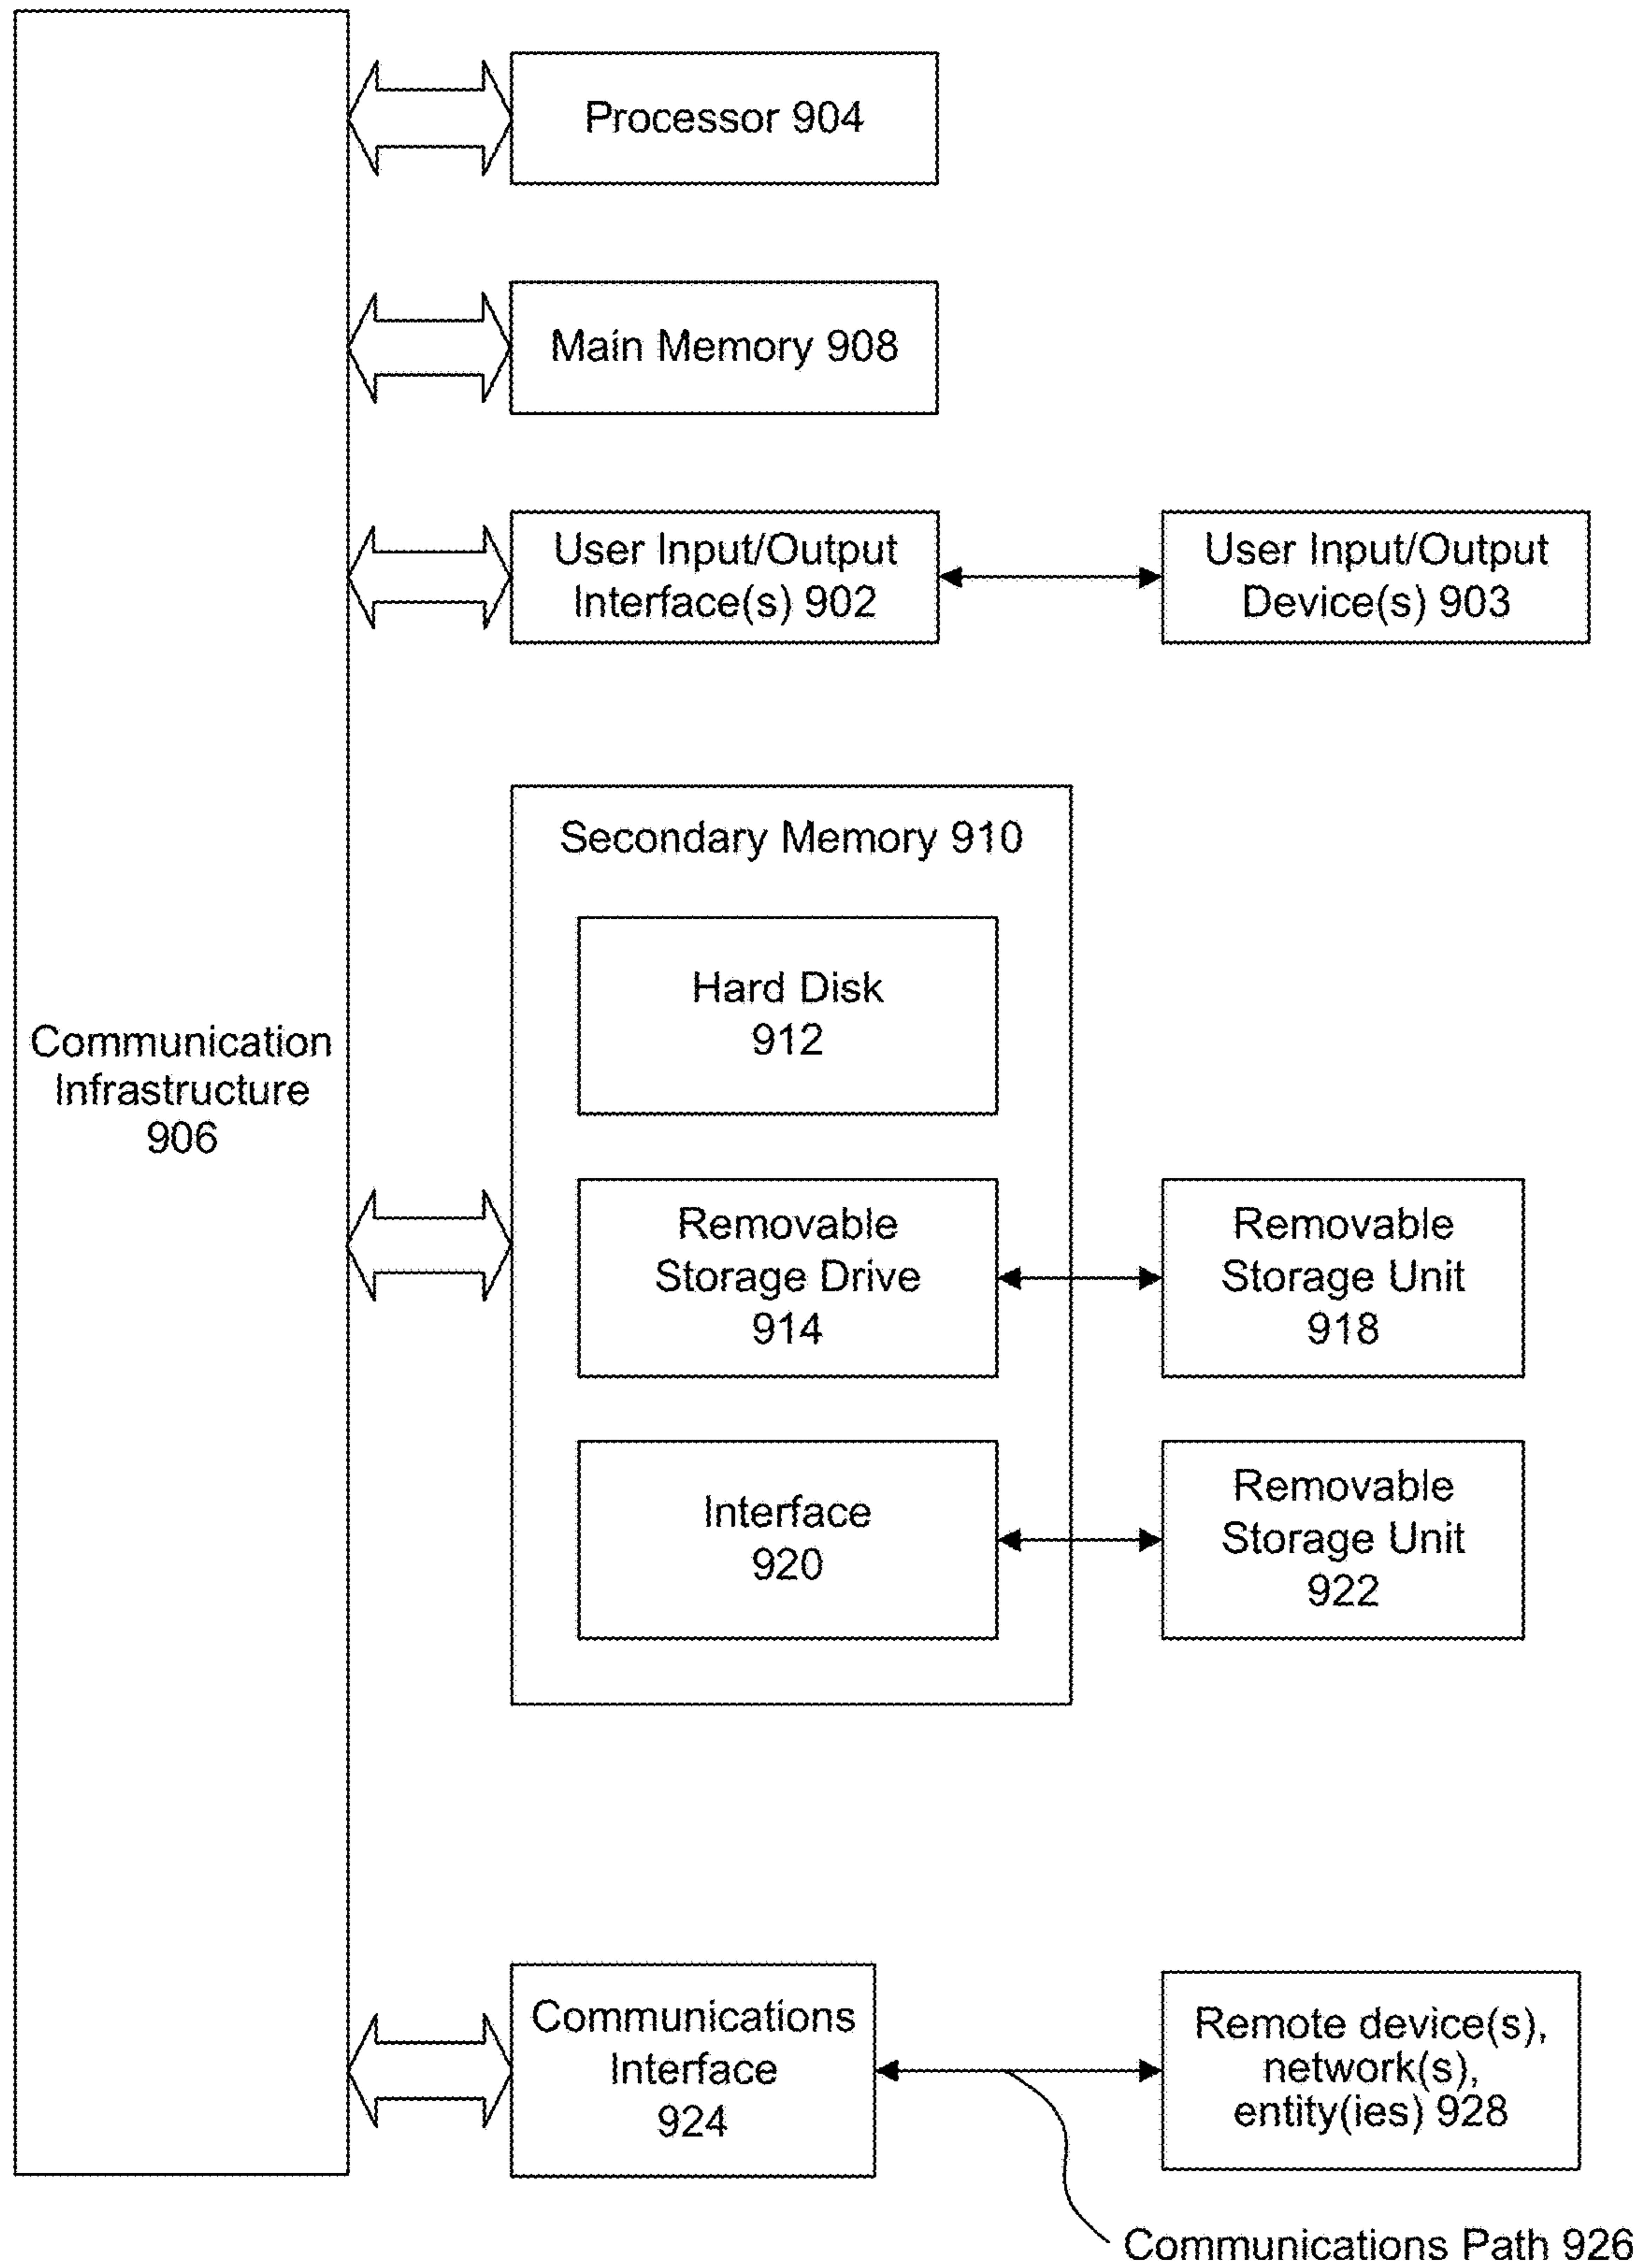 Processor 904
Main Memory 908
User Input/Output
Interface(s) 902
User Input/Output
Device(s) 903
Secondary Memory 910
Hard Disk
912
Communication
Infrastructure
906
Removable
Storage Drive
914
Removable
Storage Unit
918
Interface
920
Removable
Storage Unit
922
Communications
Interface
924
Remote device(s),
network(s),
entity(ies) 928
Communications Path 926